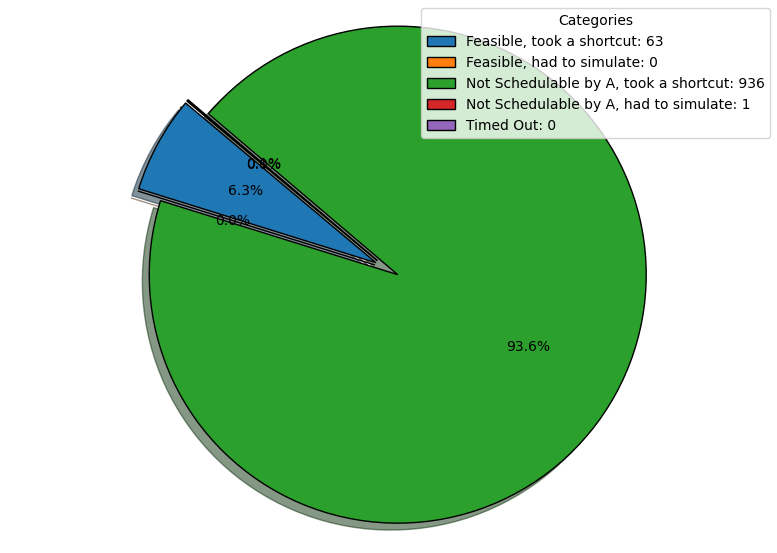 Categories
Feasible, took a shortcut: 63
Feasible, had to simulate: 0
Not Schedulable by A, took a shortcut: 936
Not Schedulable by A, had to simulate: 1
Timed Out: 0
6.3%
0.0%
93.6%